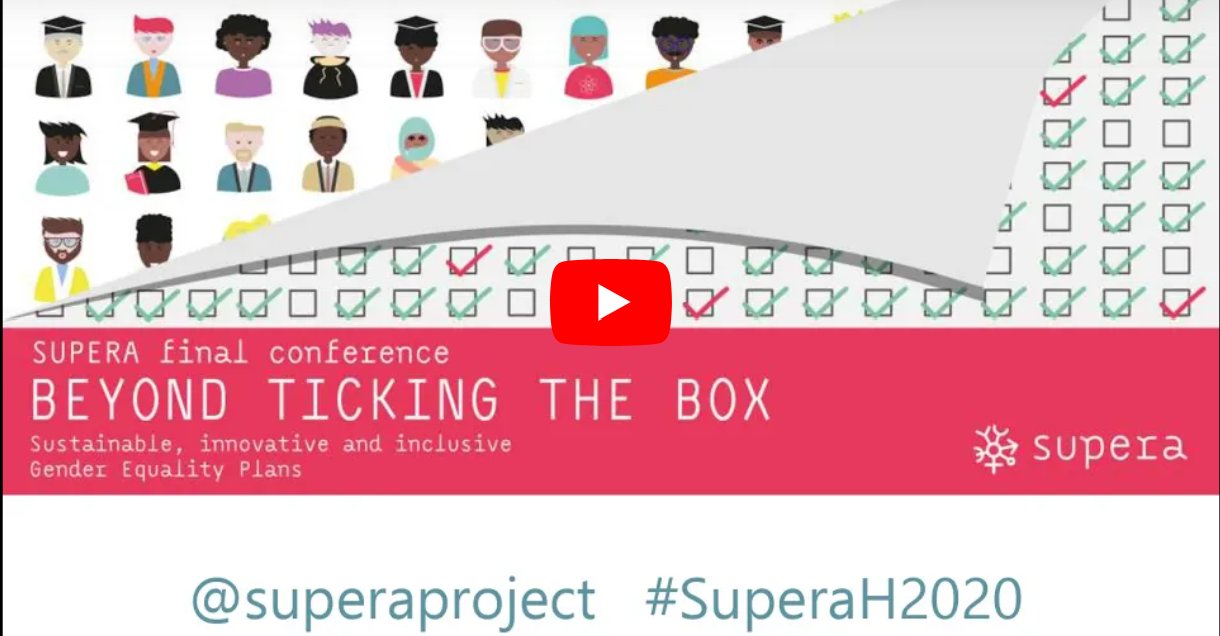 SUPERA final conference
BEYOND TICKING THE BOX
Sustainable, innovative and inclusive
Gender Equality Plans
supera
@superaproject #SuperaH2020